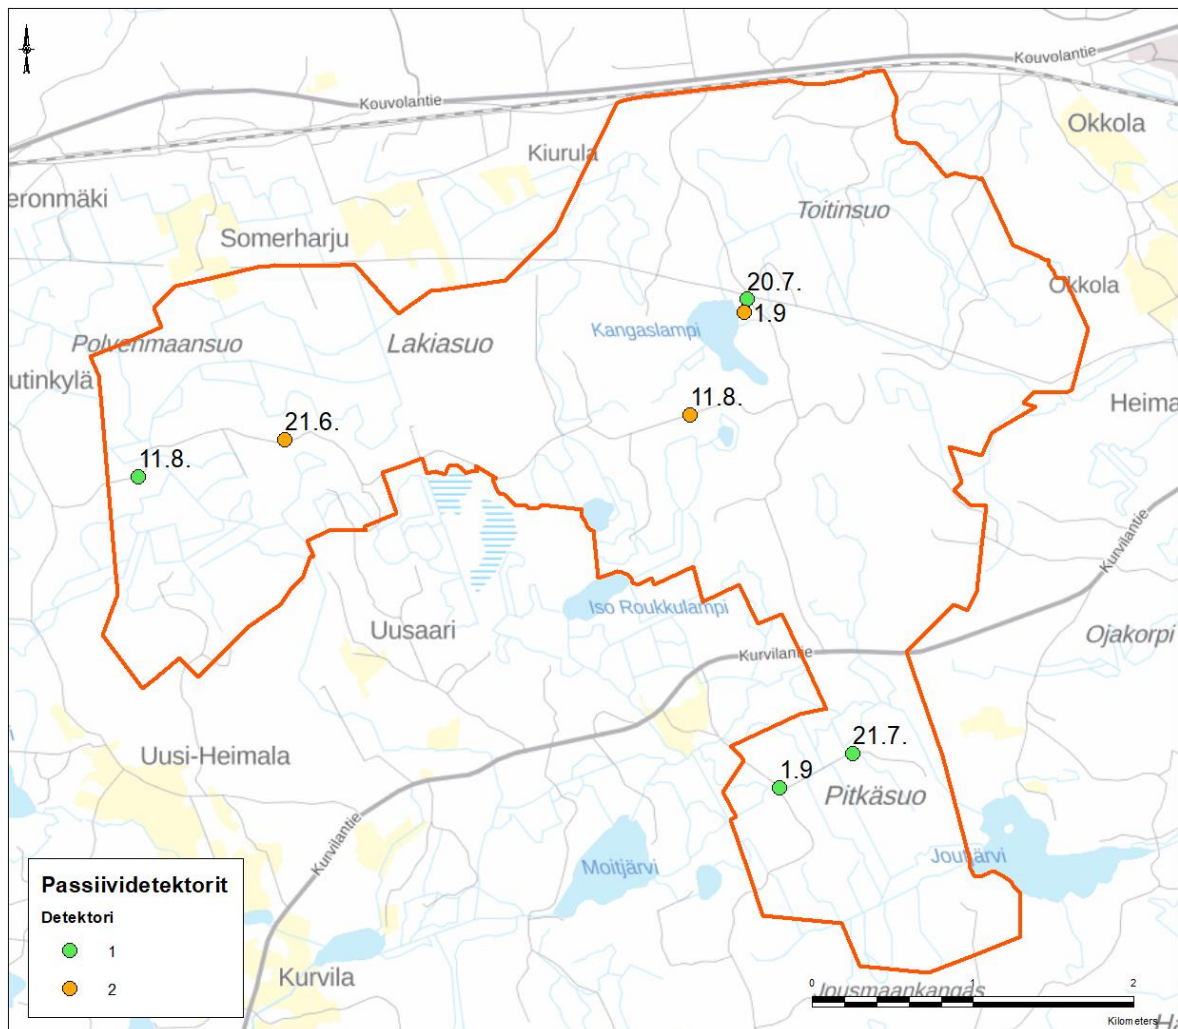 Kouvolantie
Kouvolantie
Okkola
Kiurula
eronmäki
Toitinsuo
Somerharju
Okkola
20.7.
1.9
Kangaslampi
Polvenmaansuo
Lakiasuo
utinkylä
Heima
11.8.
21.6.
11.8.
Kurvilantie
Iso Roukkulampi
Uusaari
Ojakorpi
Kurvilantie
21.7.
Uusi-Heimala
1.9
Pitkäsuo
Kurvilantie
Joutjärvi
Moitjärvi
Passiividetektorit
Detektori
1
2
Kurvila
0 1 2
Kilometers